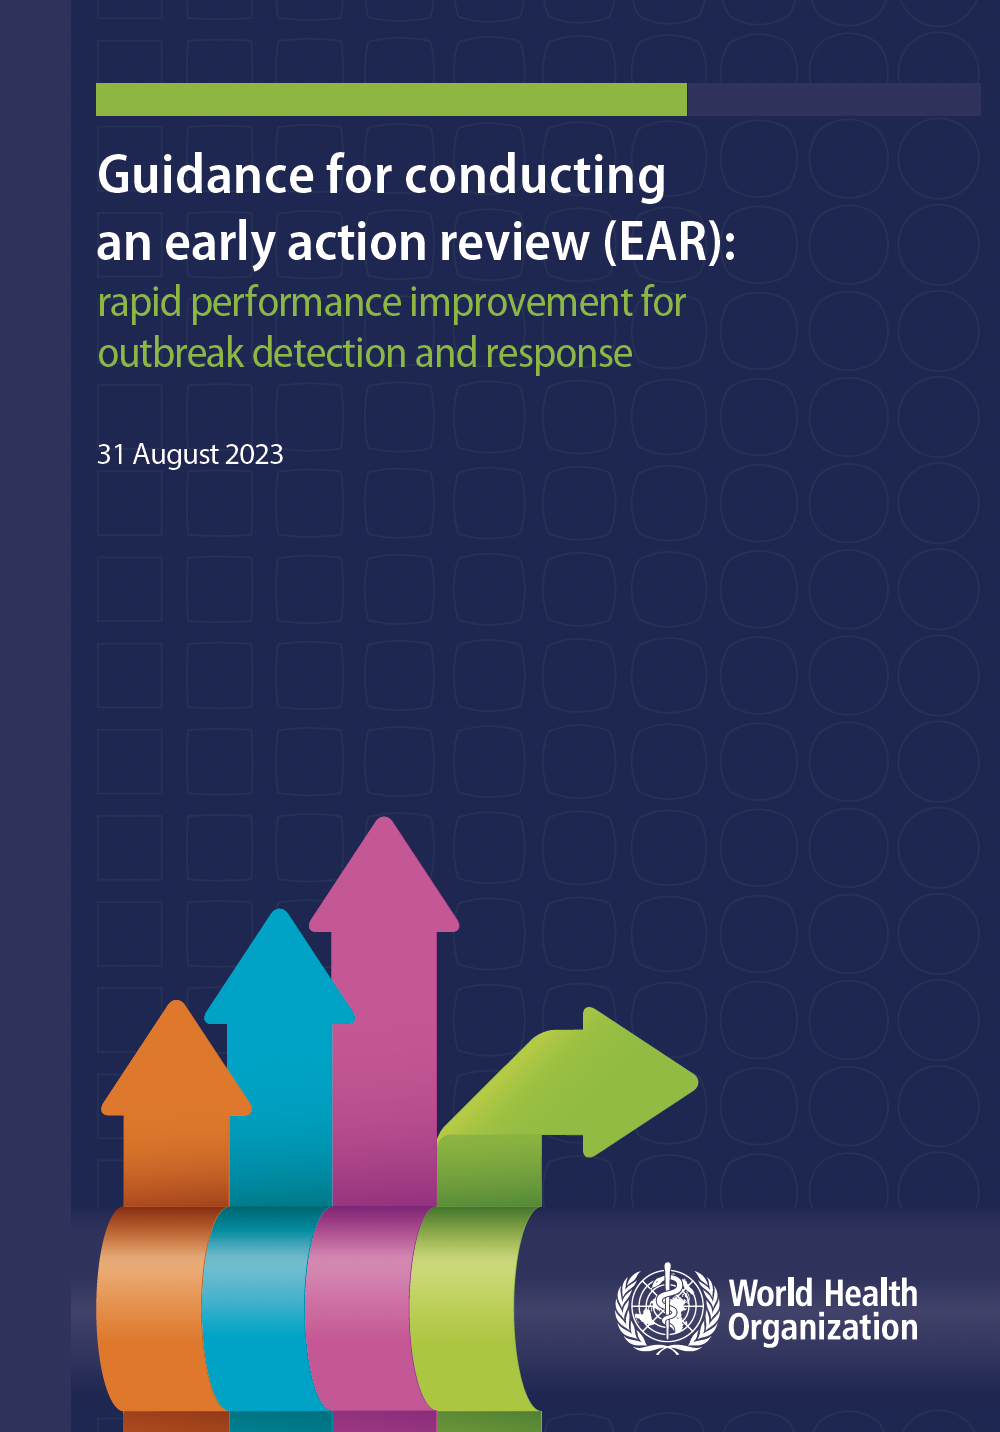 Guidance for conducting
an early action review (EAR):
rapid performance improvement for
outbreak detection and response
31 August 2023
World Health
Organization